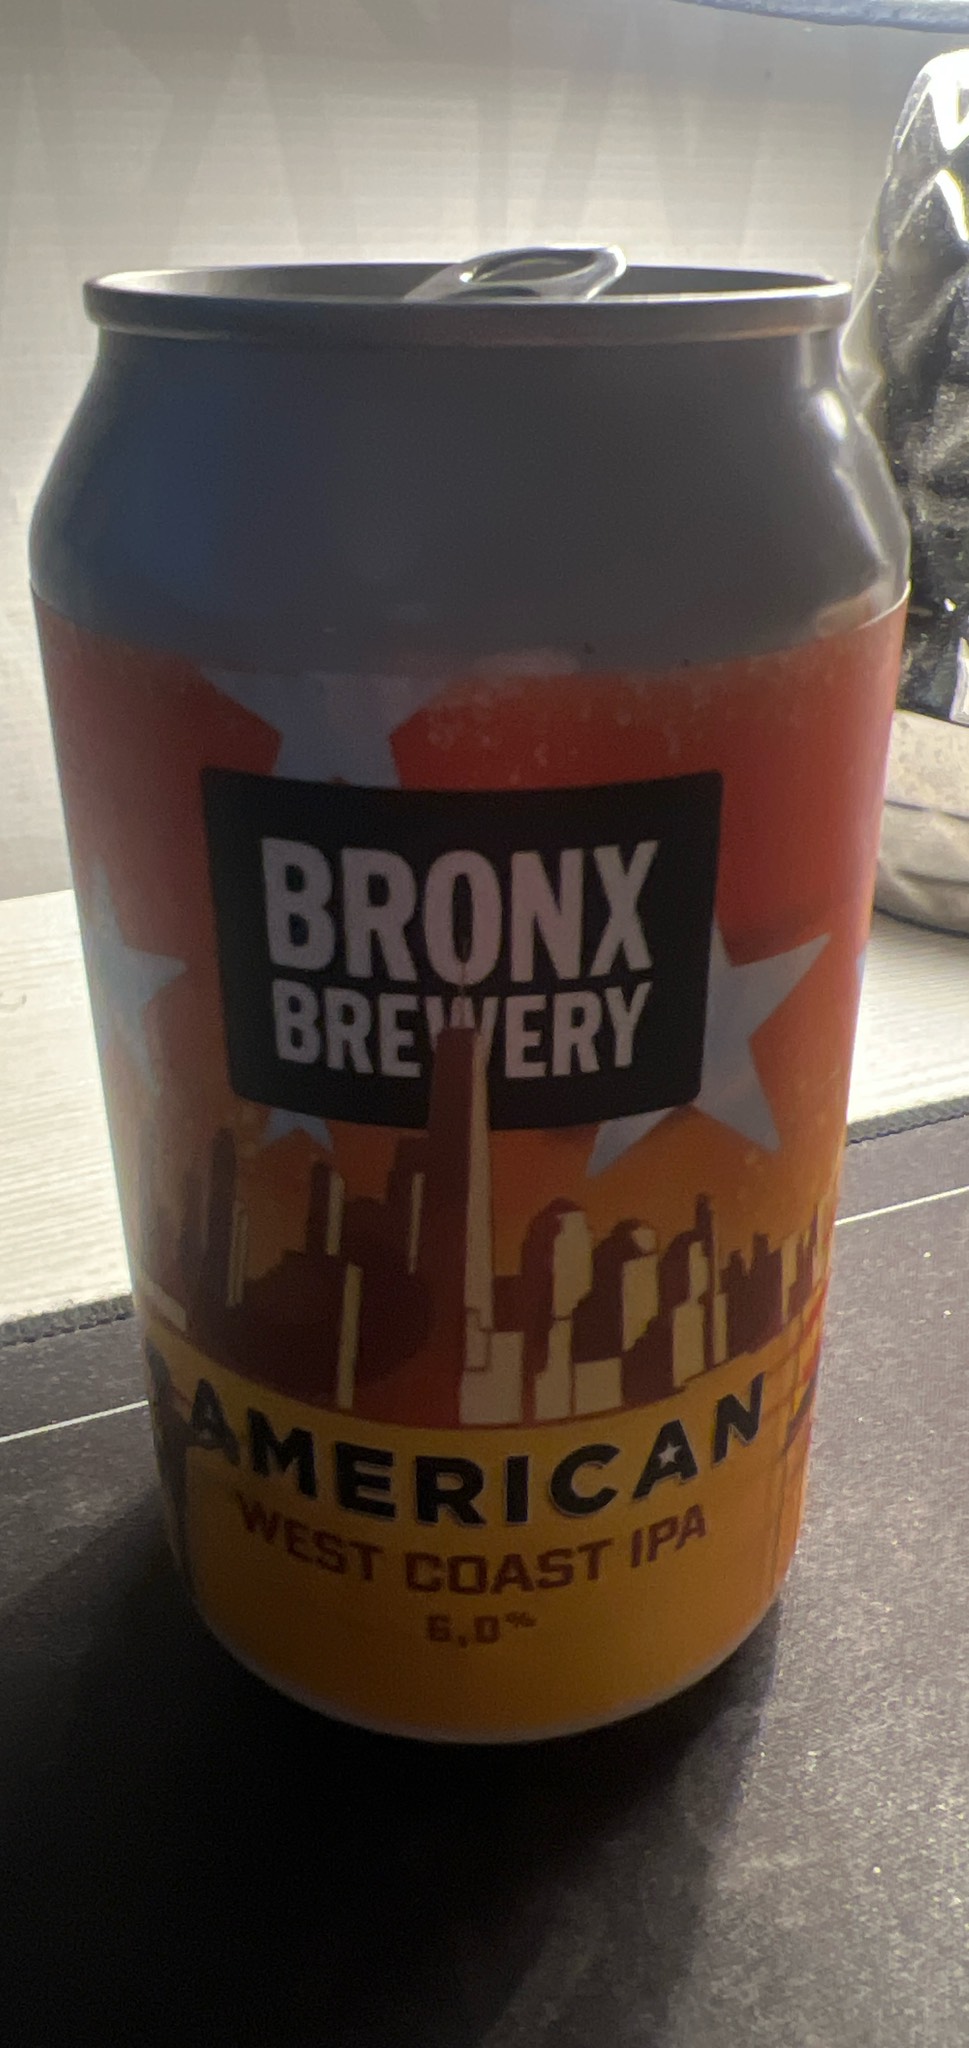 BRONX
BREWERY
AMERICAN
WEST COAST IPA
6,0%